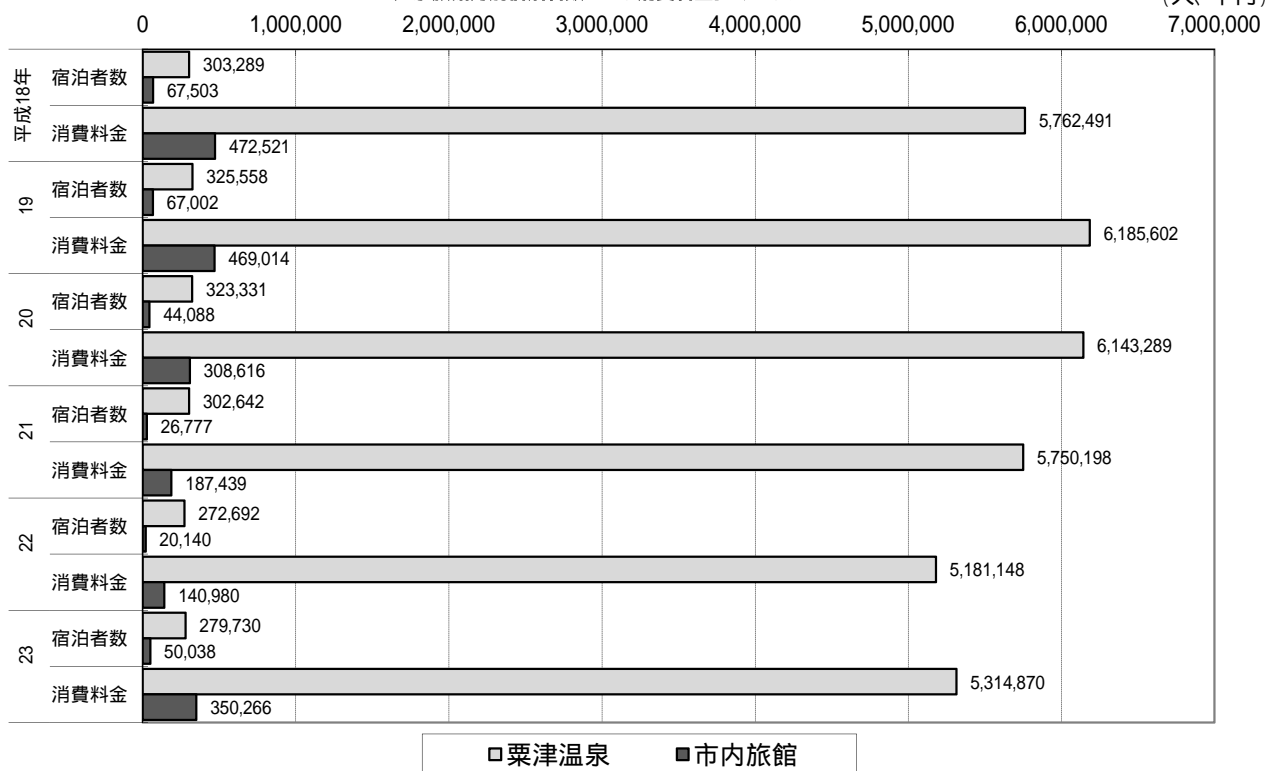 0 1,000,000 2,000,000 3,000,000 4,000,000 5,000,000 6,000,000 7,000,000
平成18年
宿泊者数
303,289
67,503
消費料金
5,762,491
472,521
19
宿泊者数
325,558
67,002
消費料金
6,185,602
469,014
20
宿泊者数
323,331
44,088
消費料金
6,143,289
308,616
21
宿泊者数
302,642
26,777
消費料金
5,750,198
187,439
22
宿泊者数
272,692
20,140
消費料金
5,181,148
140,980
23
宿泊者数
279,730
50,038
消費料金
5,314,870
350,266
粟津温泉 市内旅館